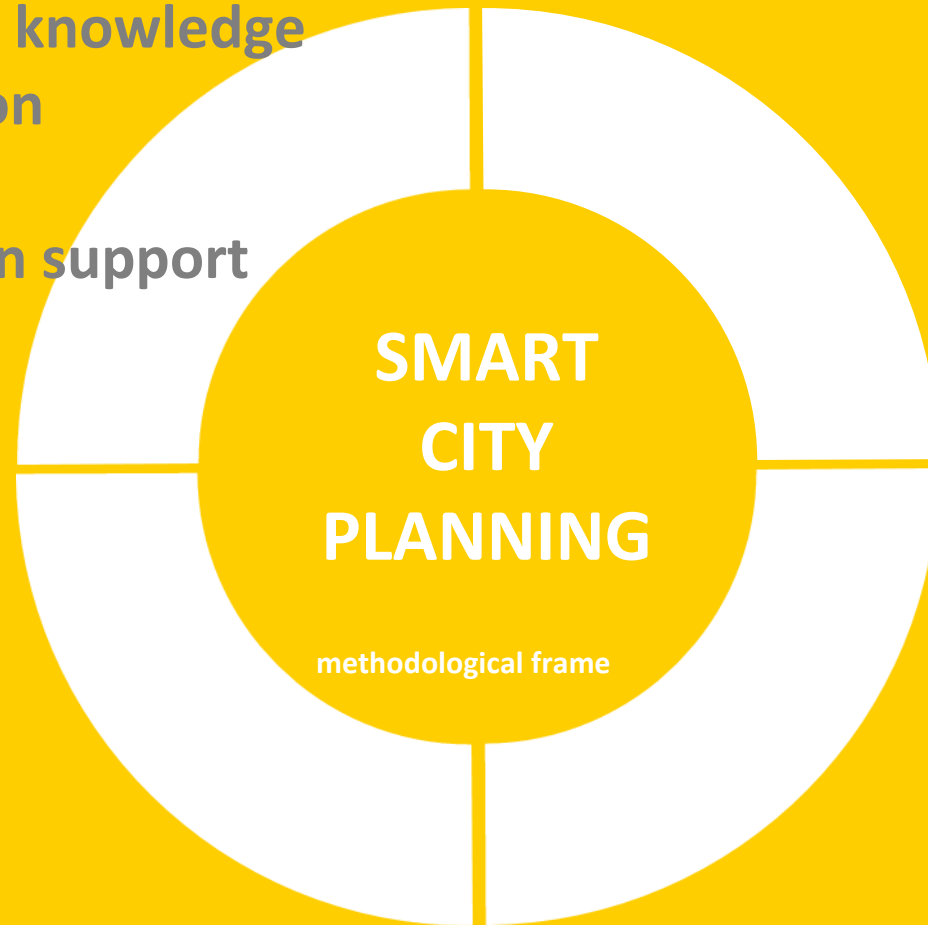 knowledge
on
n support
SMART
CITY
PLANNING
methodological frame